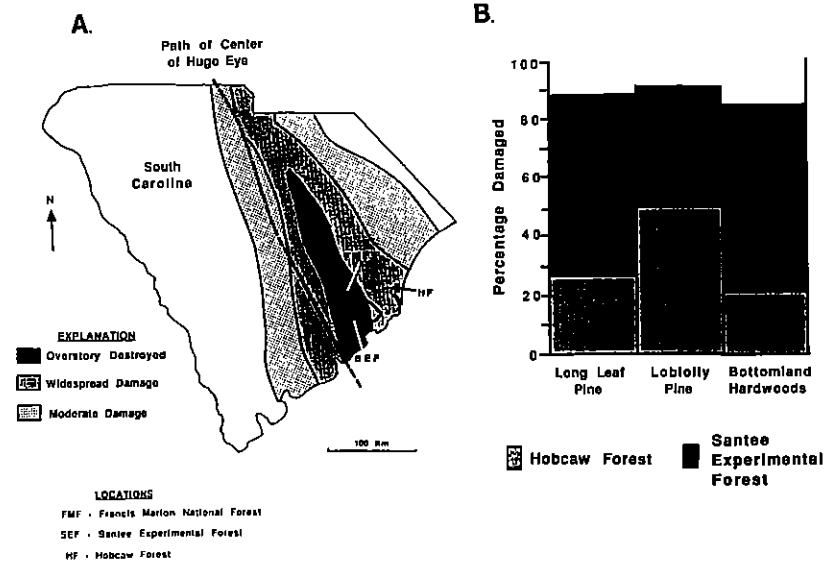 A.
Path of Center
of Hugo Eye
South
Carolina
N
HF
SEF
EXPLANATION
Overstory Destroyed
Widespread Damage
Moderate Damage
100 Km
LOCATIONS
FMF - Francis Marion National Forest
SEF - Santee Experimental Forest
HF - Hobcaw Forest
B.
Percentage Damaged
100
80
60
40
20
0
Long Leaf
Pine
Loblolly
Pine
Bottomland
Hardwoods
Hobcaw Forest
Santee
Experimental
Forest